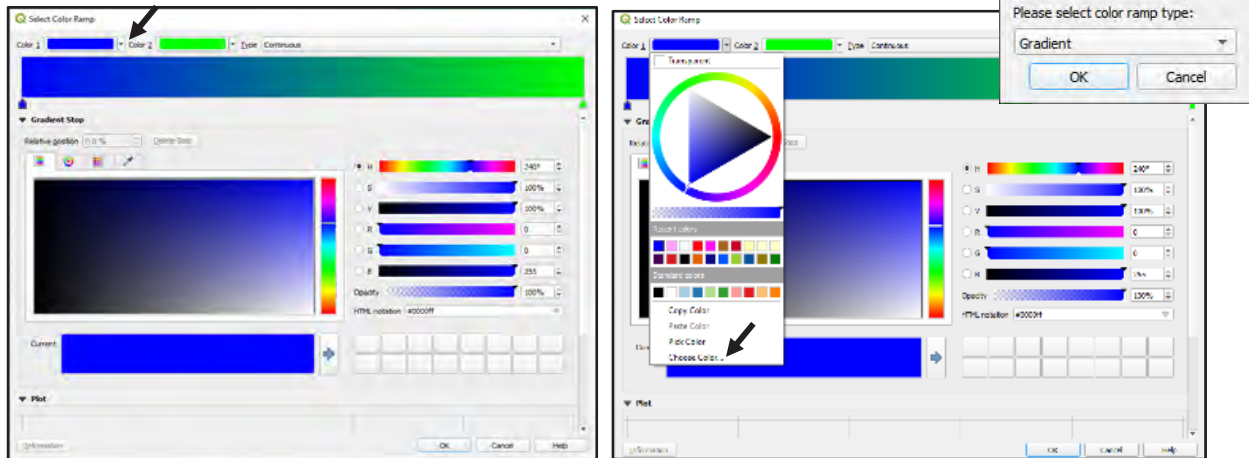 Select Color Ramp
Color 1 Color 2 Type Continuous
Gradient Stop
Relative position 0.0 % Delete Stop
H 240°
S 100%
V 100%
R 0
G 0
B 255
Opacity 100%
HTML notation #0000ff
Current
Plot
Information OK Cancel Help
Select Color Ramp
Color 1 Color 2 Type Continuous
Transparent
Recent colors
Standard colors
Copy Color
Paste Color
Pick Color
Choose Color...
H 240°
S 100%
V 100%
R 0
G 0
B 255
Opacity 100%
HTML notation #0000ff
Plot
Information OK Cancel Help
Please select color ramp type:
Gradient
OK Cancel